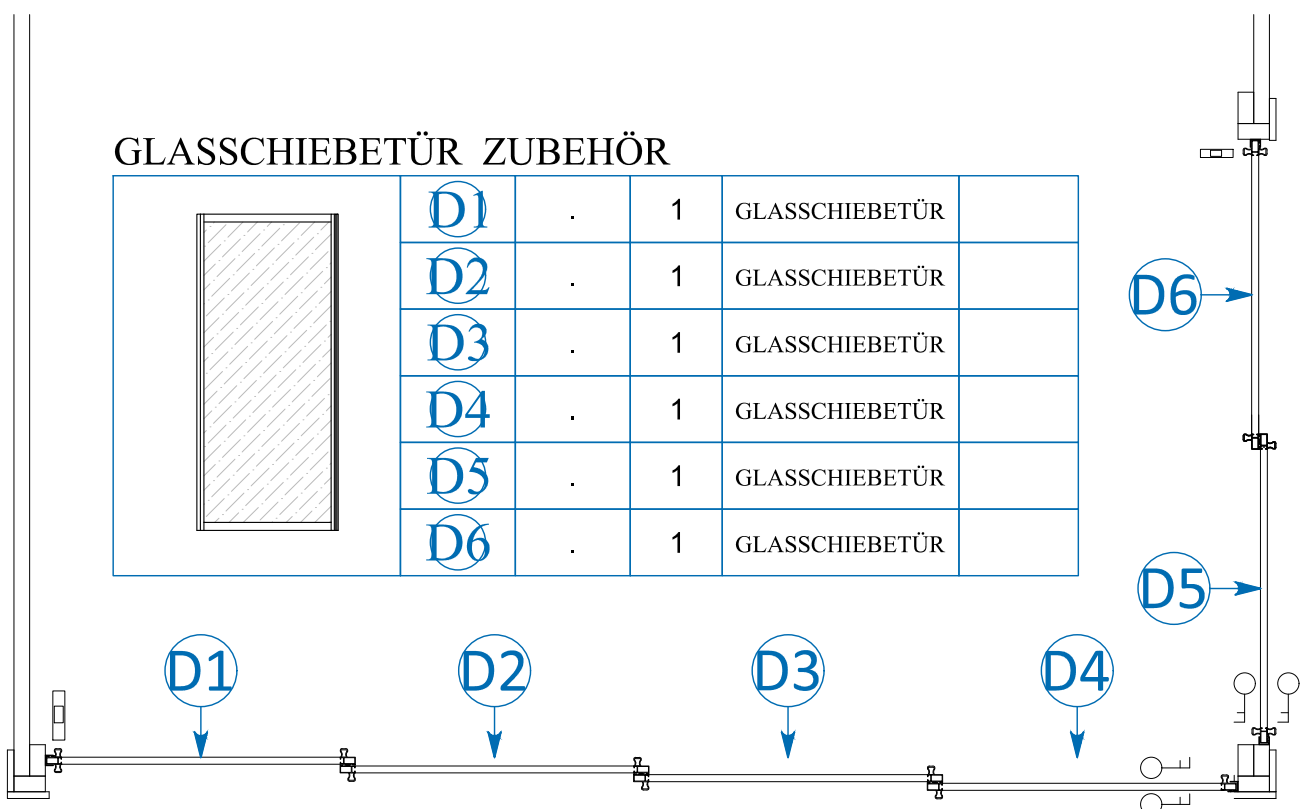 GLASSCHIEBETÜR ZUBEHÖR
D1 . 1 GLASSCHIEBETÜR
D2 . 1 GLASSCHIEBETÜR
D3 . 1 GLASSCHIEBETÜR
D4 . 1 GLASSCHIEBETÜR
D5 . 1 GLASSCHIEBETÜR
D6 . 1 GLASSCHIEBETÜR
D6
D5
D1 D2 D3 D4